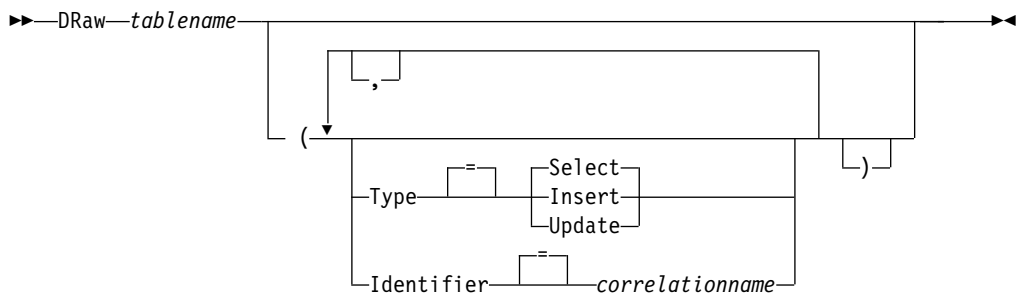 DRaw tablename
,
(
)
= Select
Type Insert
Update
=
Identifier correlationname